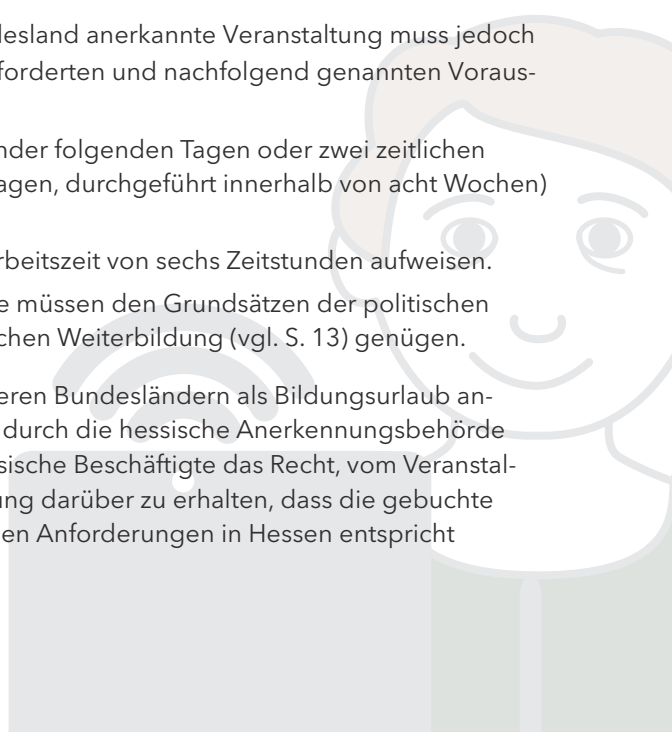 lesland anerkannte Veranstaltung muss jedoch
forderten und nachfolgend genannten Voraus-
nder folgenden Tagen oder zwei zeitlichen
agen, durchgeführt innerhalb von acht Wochen)
rbeitszeit von sechs Zeitstunden aufweisen.
e müssen den Grundsätzen der politischen
chen Weiterbildung (vgl. S. 13) genügen.
eren Bundesländern als Bildungsurlaub an-
durch die hessische Anerkennungsbehörde
sische Beschäftigte das Recht, vom Veranstal-
ung darüber zu erhalten, dass die gebuchte
en Anforderungen in Hessen entspricht